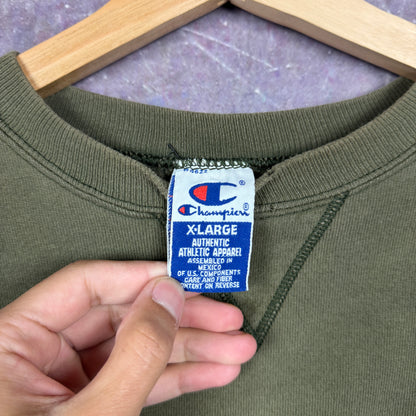 Champion
X-LARGE
AUTHENTIC
ATHLETIC APPAREL
ASSEMBLED IN
MEXICO
OF U.S. COMPONENTS
CARE AND FIBER
CONTENT ON REVERSE